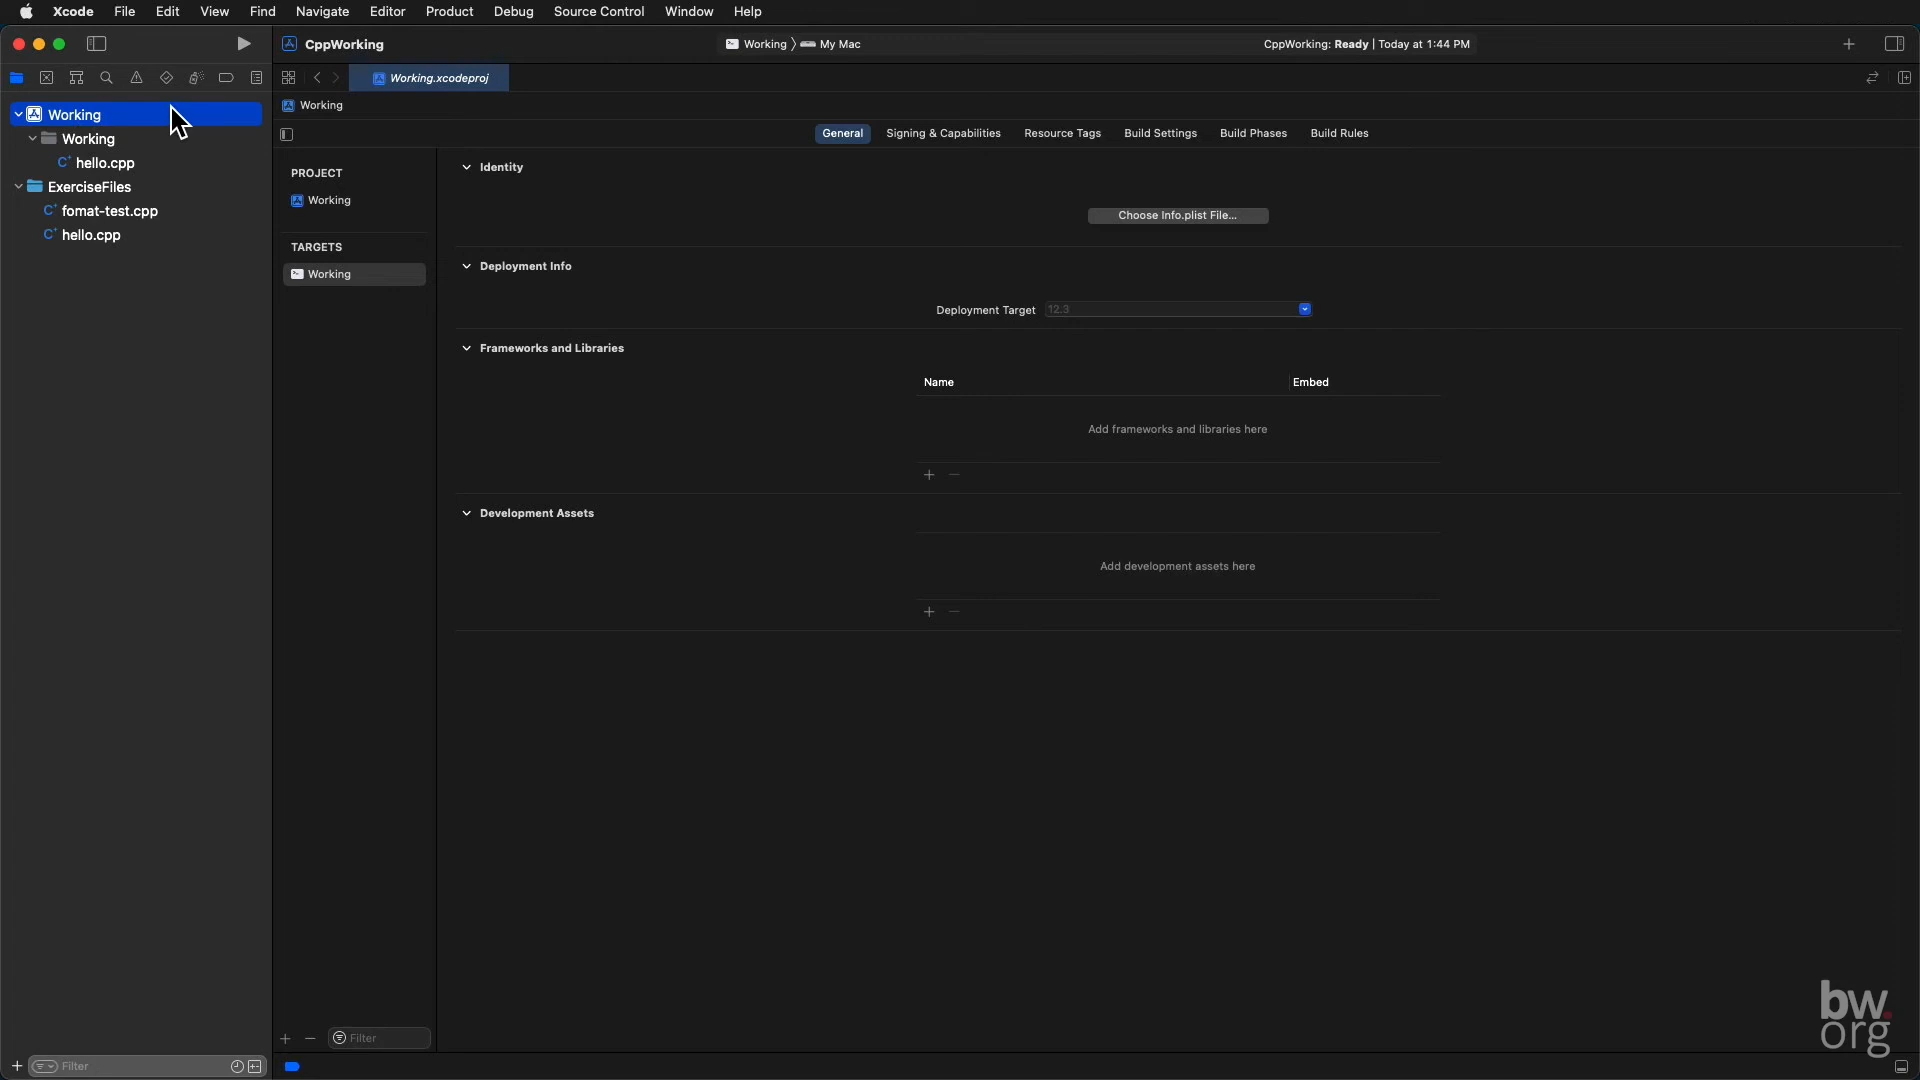 Xcode File Edit View Find Navigate Editor Product Debug Source Control Window Help
CppWorking
Working 〉 My Mac
CppWorking: Ready | Today at 1:44 PM
Working.xcodeproj
Working
Working
Working
hello.cpp
ExerciseFiles
fomat-test.cpp
hello.cpp
General Signing & Capabilities Resource Tags Build Settings Build Phases Build Rules
PROJECT
Working
TARGETS
Working
Identity
Choose Info.plist File...
Deployment Info
Deployment Target 12.3
Frameworks and Libraries
Name Embed
Add frameworks and libraries here
Development Assets
Add development assets here
Filter
Filter
bw.
org